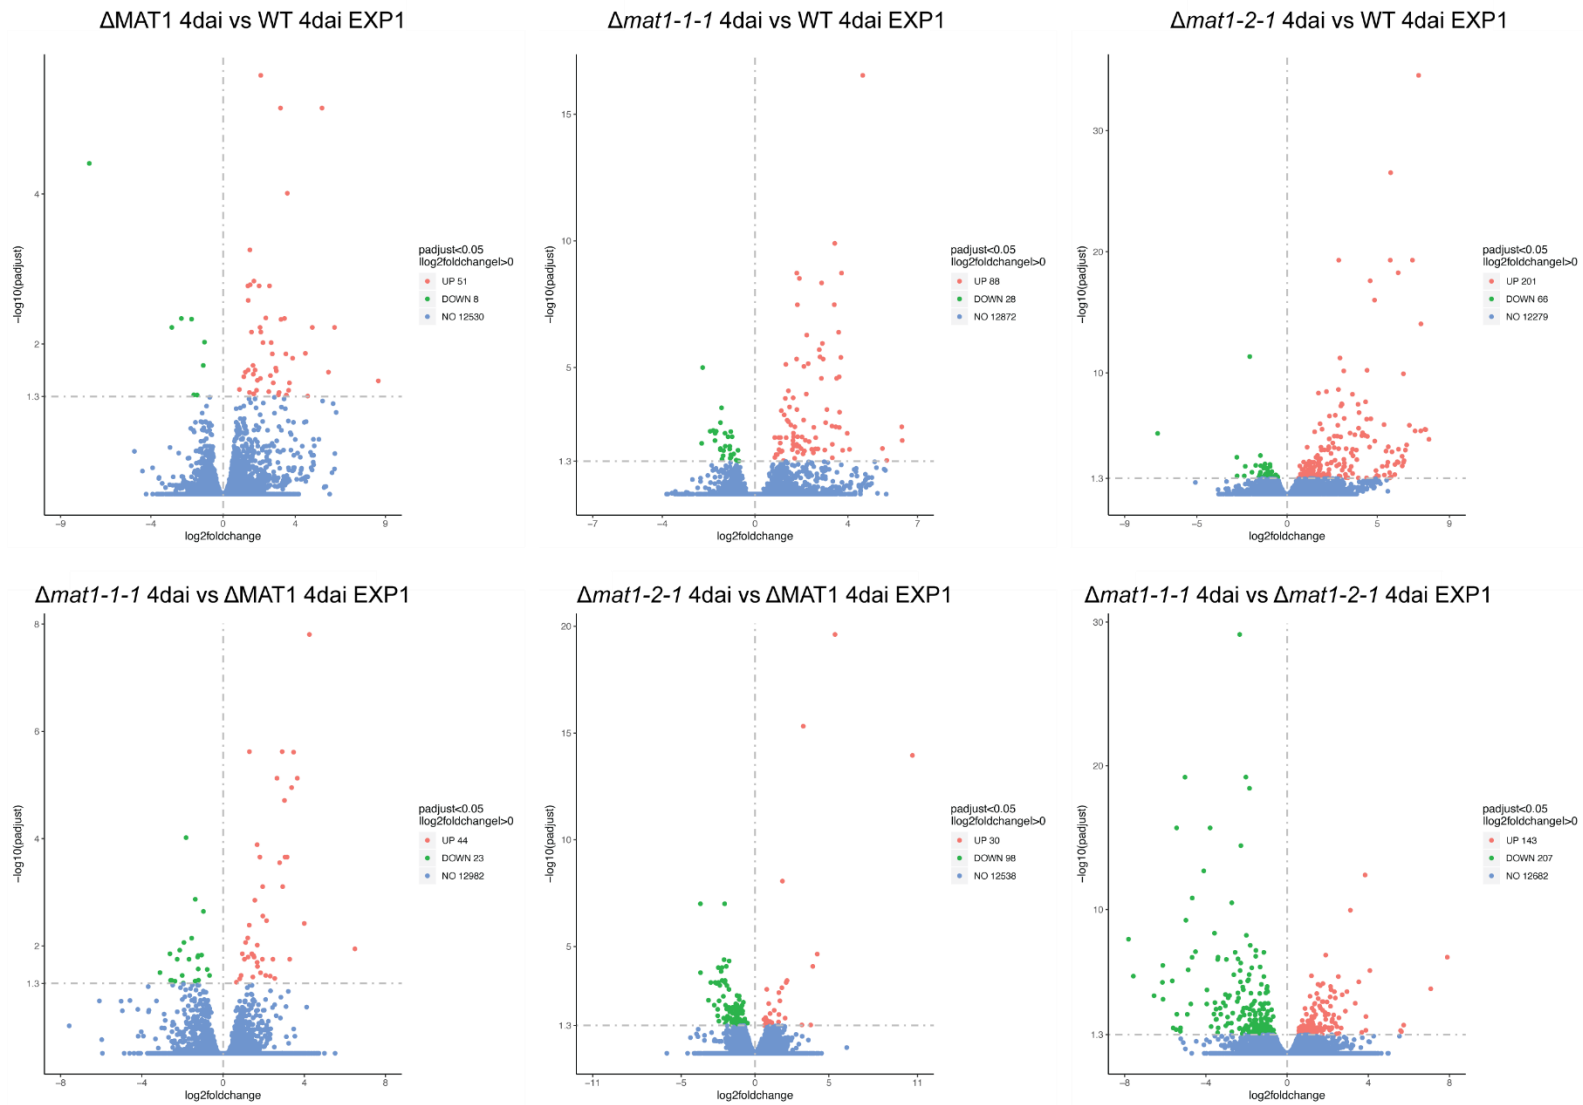 ΔMAT1 4dai vs WT 4dai EXP1
4
2
1.3
-log10(padjust)
−9
−4
0
4
9
log2foldchange
padjust<0.05
|log2foldchange|>0
UP 51
DOWN 8
NO 12530
Δmat1-1-1 4dai vs WT 4dai EXP1
15
10
5
1.3
-log10(padjust)
−7
−4
0
4
7
log2foldchange
padjust<0.05
|log2foldchange|>0
UP 88
DOWN 28
NO 12872
Δmat1-2-1 4dai vs WT 4dai EXP1
30
20
10
1.3
-log10(padjust)
−9
−5
0
5
9
log2foldchange
padjust<0.05
|log2foldchange|>0
UP 201
DOWN 66
NO 12279
Δmat1-1-1 4dai vs ΔMAT1 4dai EXP1
8
6
4
2
1.3
-log10(padjust)
−8
−4
0
4
8
log2foldchange
padjust<0.05
|log2foldchange|>0
UP 44
DOWN 23
NO 12982
Δmat1-2-1 4dai vs ΔMAT1 4dai EXP1
20
15
10
5
1.3
-log10(padjust)
−11
−5
0
5
11
log2foldchange
padjust<0.05
|log2foldchange|>0
UP 30
DOWN 98
NO 12538
Δmat1-1-1 4dai vs Δmat1-2-1 4dai EXP1
30
20
10
1.3
-log10(padjust)
−8
−4
0
4
8
log2foldchange
padjust<0.05
|log2foldchange|>0
UP 143
DOWN 207
NO 12682